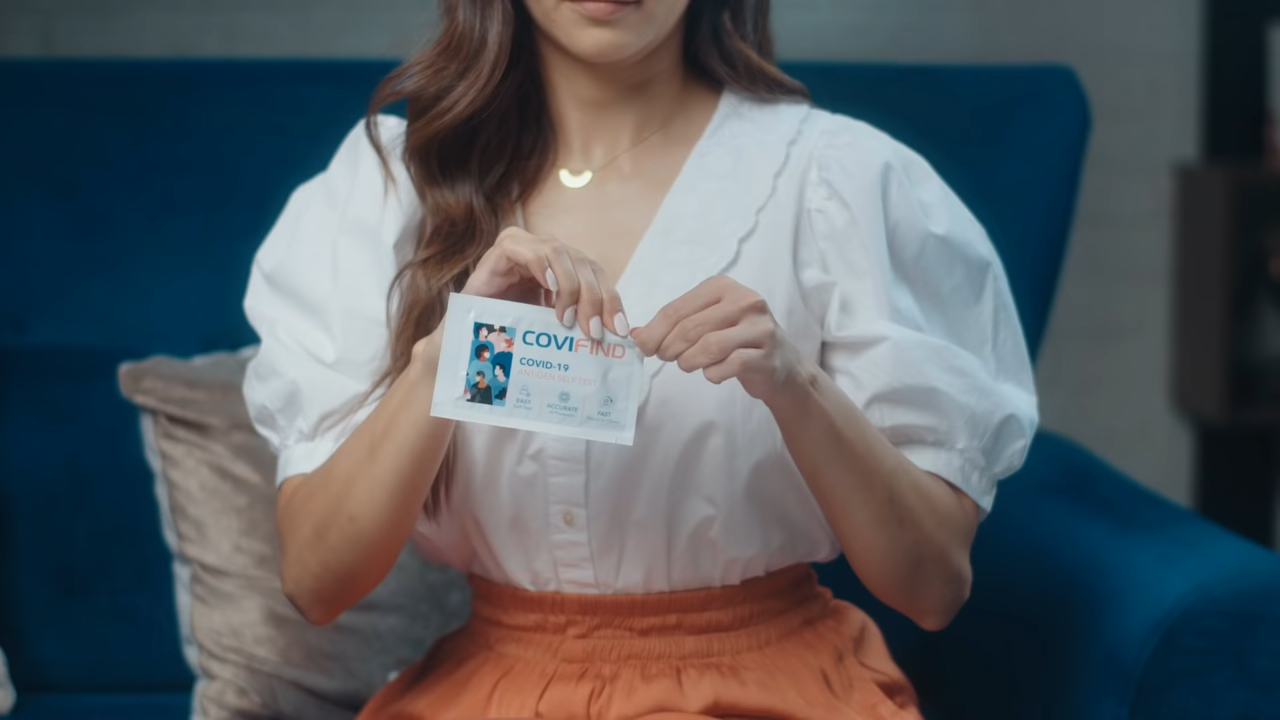 COVIFIND
COVID-19
ANTIGEN SELF-TEST
EASY
ACCURATE
FAST